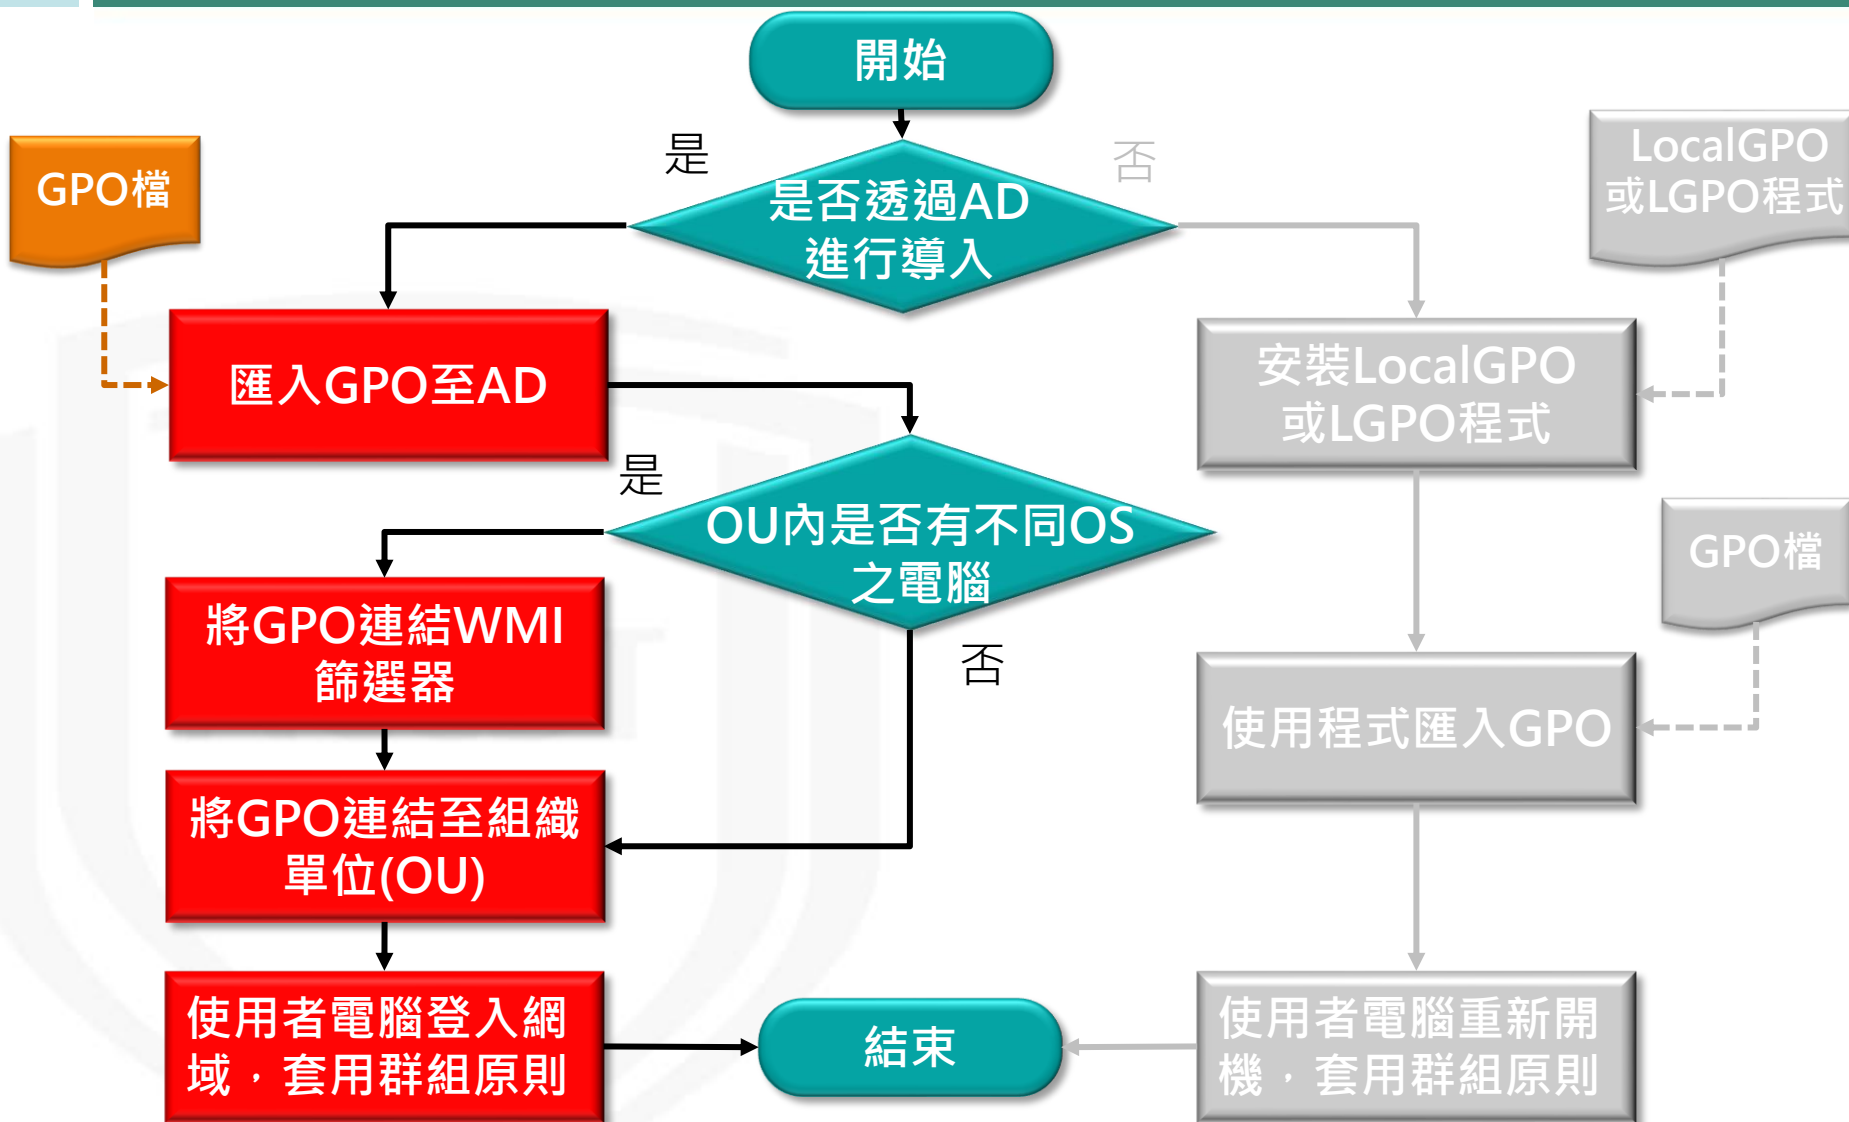 開始
是
否
GPO檔
LocalGPO
或LGPO程式
是否透過AD
進行導入
匯入GPO至AD
安裝LocalGPO
或LGPO程式
是
OU內是否有不同OS
之電腦
GPO檔
將GPO連結WMI
篩選器
否
使用程式匯入GPO
將GPO連結至組織
單位(OU)
使用者電腦登入網
域，套用群組原則
結束
使用者電腦重新開
機，套用群組原則